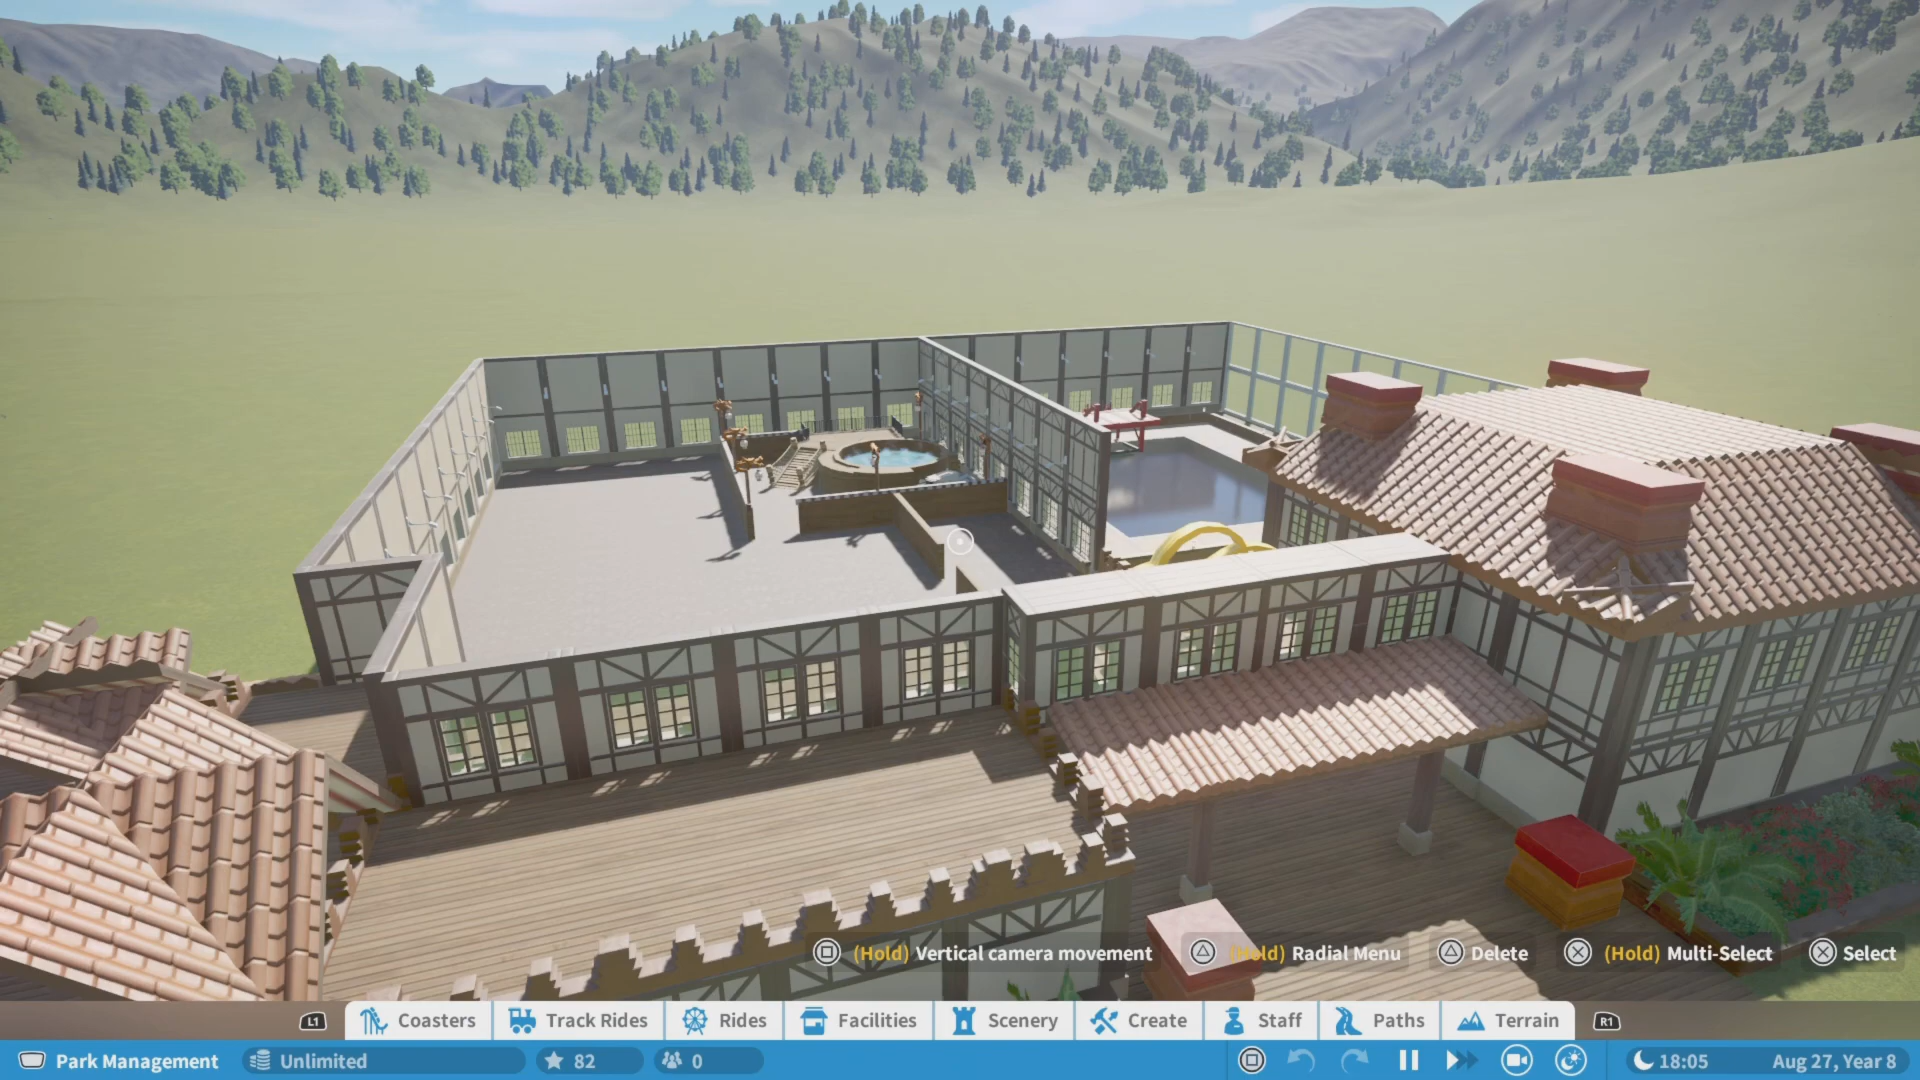 (Hold) Vertical camera movement (Hold) Radial Menu Delete (Hold) Multi-Select Select
L1 Coasters Track Rides Rides Facilities Scenery Create Staff Paths Terrain R1
Park Management Unlimited 82 0 18:05 Aug 27, Year 8